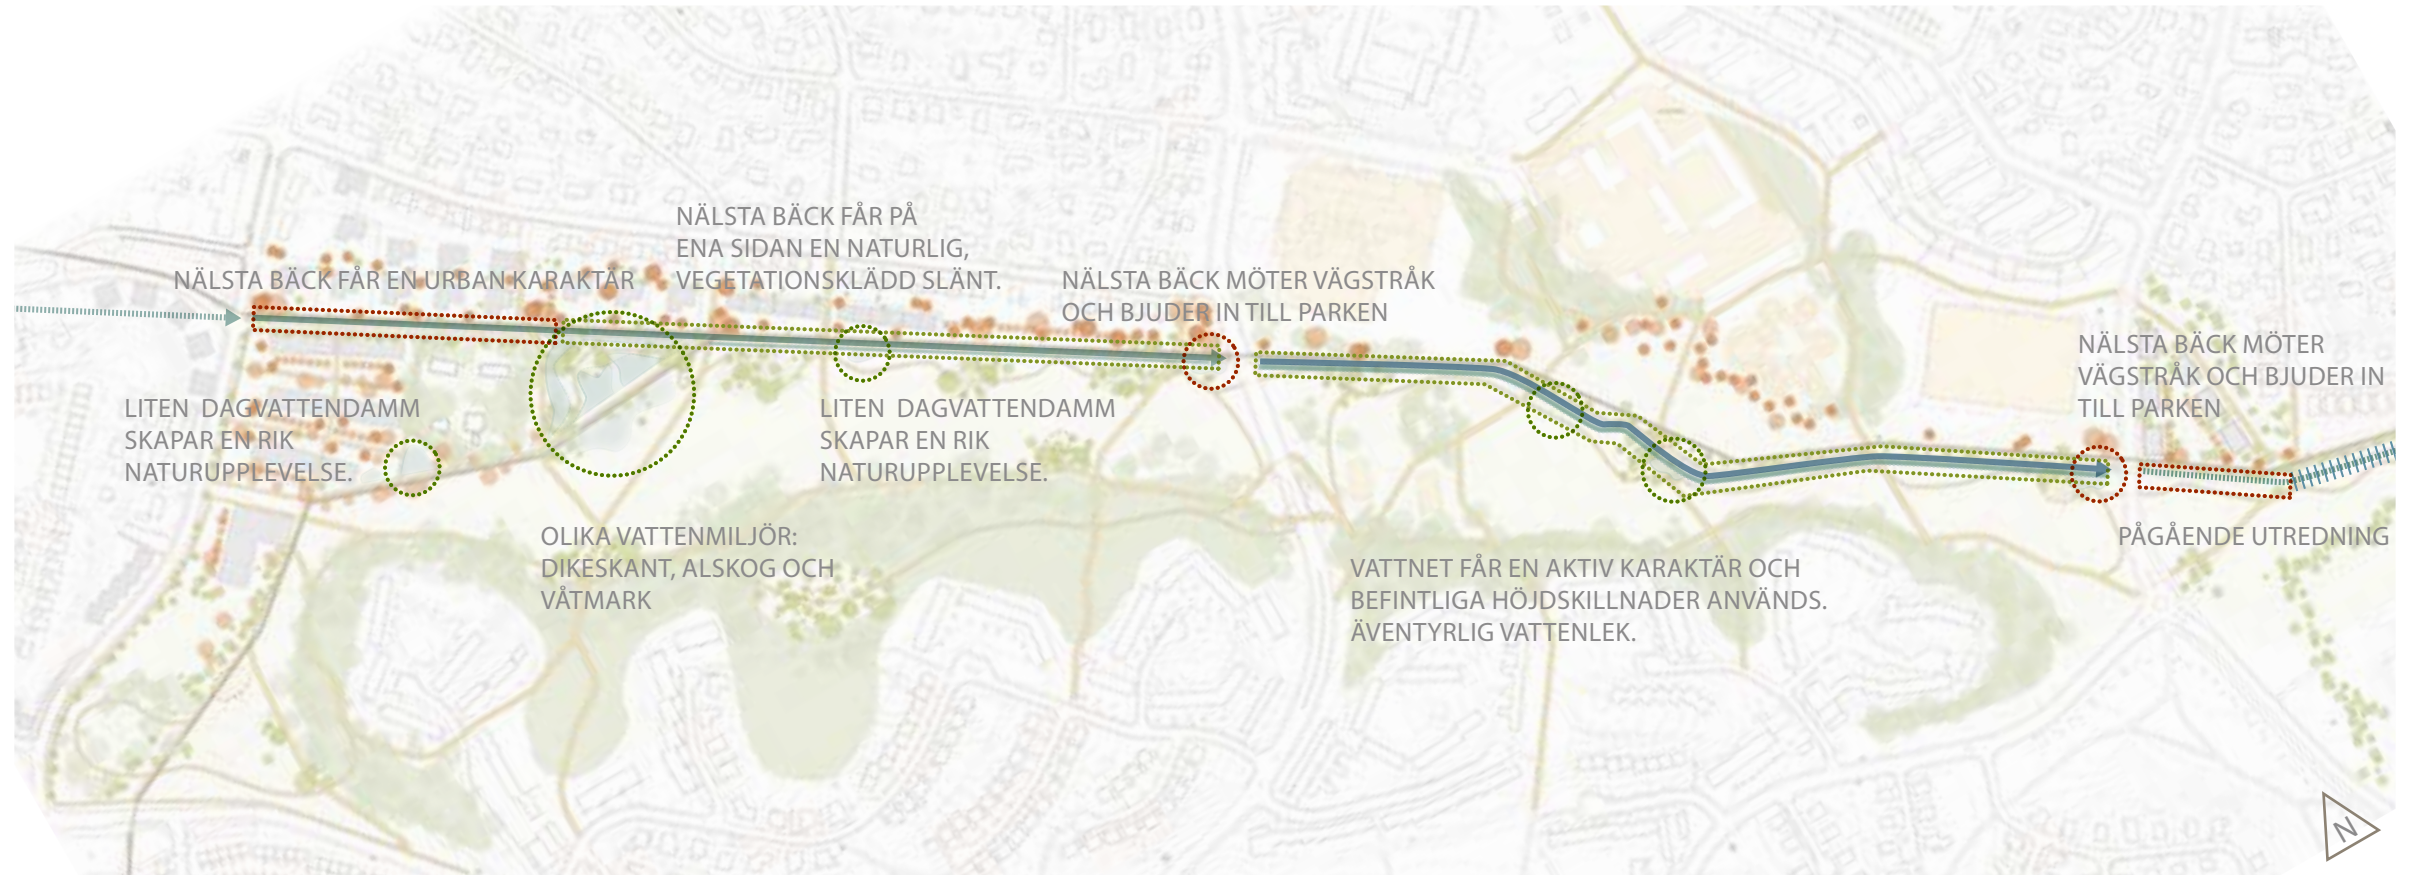 NÄLSTA BÄCK FÅR EN URBAN KARAKTÄR
NÄLSTA BÄCK FÅR PÅ
ENA SIDAN EN NATURLIG,
VEGETATIONSKLÄDD SLÄNT.
NÄLSTA BÄCK MÖTER VÄGSTRÅK
OCH BJUDER IN TILL PARKEN
NÄLSTA BÄCK MÖTER
VÄGSTRÅK OCH BJUDER IN
TILL PARKEN
LITEN DAGVATTENDAMM
SKAPAR EN RIK
NATURUPPLEVELSE.
LITEN DAGVATTENDAMM
SKAPAR EN RIK
NATURUPPLEVELSE.
OLIKA VATTENMILJÖR:
DIKESKANT, ALSKOG OCH
VÅTMARK
VATTNET FÅR EN AKTIV KARAKTÄR OCH
BEFINTLIGA HÖJDSKILLNADER ANVÄNDS.
ÄVENTYRLIG VATTENLEK.
PÅGÅENDE UTREDNING
N